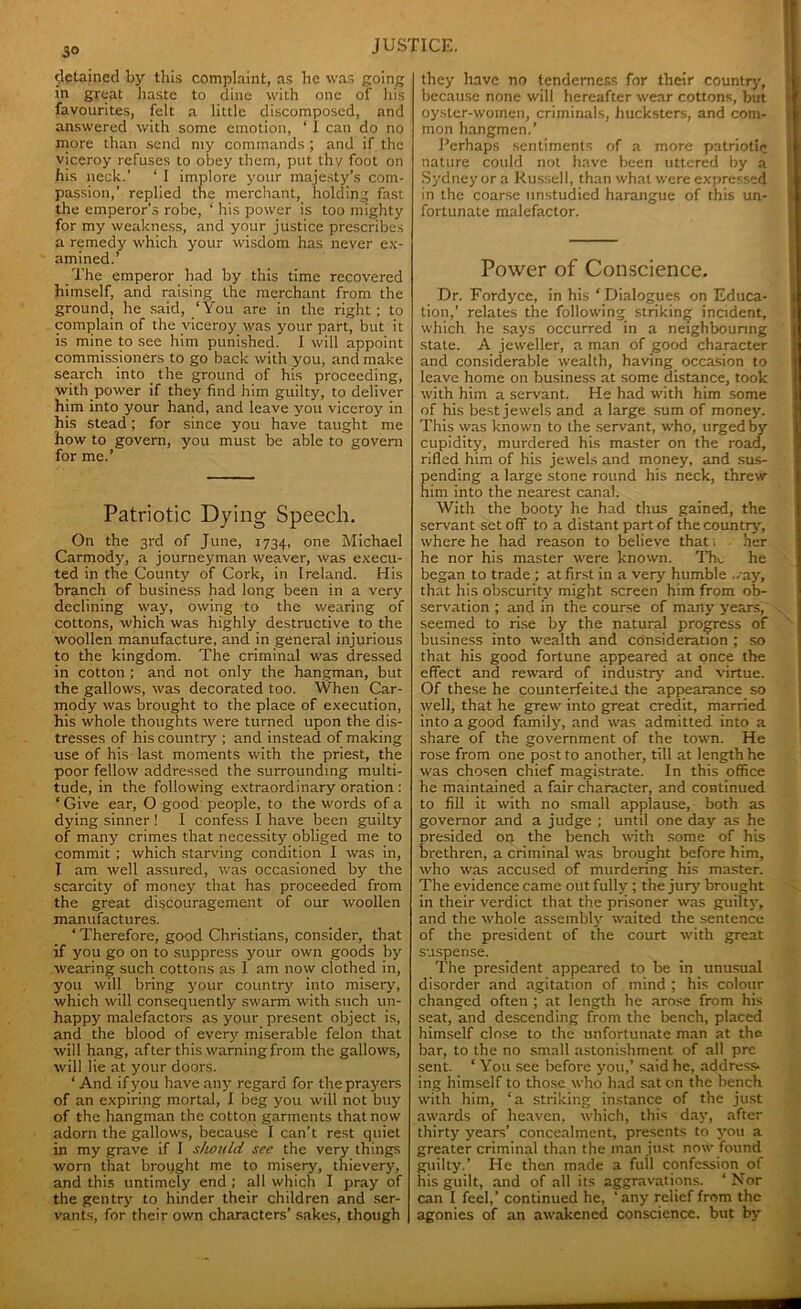 30
JUSTICE.
detained by this complaint, as he was going
in great haste to dine with one of his
favourites, felt a little discomposed, and
answered with some emotion, ‘ I can do no
more than send my commands ; and if the
viceroy refuses to obey them, put thy foot on
his neck.’ ‘ I implore your majesty’s com-
passion,’ replied the merchant, holding fast
the emperor’s robe, ‘ his power is too mighty
for my weakness, and your justice prescribes
a remedy which your wisdom has never ex-
amined.’
The emperor had by this time recovered
himself, and raising the merchant from the
ground, he said, ‘You are in the right ; to
complain of the viceroy was your part, but it
is mine to see him punished. I will appoint
commissioners to go back with you, and make
search into the ground of his proceeding,
with power if they find him guilty, to deliver
him into your hand, and leave you viceroy in
his stead ; for since you have taught me
how to govern, you must be able to govern
for me.’
Patriotic Dying Speech.
On the 3rd of June, 1734, one Michael
Carmody, a journeyman weaver, was execu-
ted in the County of Cork, in Ireland. His
branch of business had long been in a very
declining way, owing to the wearing of
cottons, which was highly destructive to the
woollen manufacture, and in general injurious
to the kingdom. The criminal was dressed
in cotton ; and not only the hangman, but
the gallows, was decorated too. When Car-
mody was brought to the place of execution,
his whole thoughts were turned upon the dis-
tresses of his country ; and instead of making
use of his last moments with the priest, the
poor fellow addressed the surrounding multi-
tude, in the following extraordinary oration :
‘ Give ear, O good people, to the words of a
dying sinner ! I confess I have been guilty
of many crimes that necessity obliged me to
commit ; which starving condition I was in,
I am well assured, was occasioned by the
scarcity of money that has proceeded from
the great discouragement of our woollen
manufactures.
‘ Therefore, good Christians, consider, that
if you go on to suppress your own goods by
wearing such cottons as I am now clothed in,
you will bring your country into misery,
which will consequently swarm with such un-
happy malefactors as your present object is,
and the blood of every miserable felon that
will hang, after this warning from the gallows,
will lie at your doors.
‘ And if you have any regard for the prayers
of an expiring mortal, I beg you will not buy
of the hangman the cotton garments that now
adorn the gallows, because I can’t rest quiet
in my grave if I should see the very things
worn that brought me to misery, thievery,
and this untimely end ; all which I pray of
the gentry to hinder their children and ser-
vants, for their own characters’ sakes, though
they have no tenderness for their country,
because none will hereafter wear cottons, but
oyster-women, criminals, hucksters, and com-
mon hangmen.’
Perhaps sentiments of a more patriotic
nature could not have been uttered by a
Sydney or a Russell, than what were expressed
in the coarse unstudied harangue of this un-
fortunate malefactor.
Power of Conscience.
Dr. Fordyce, in his ‘ Dialogues on Educa-
tion,’ relates the following striking incident,
which he says occurred in a neighbouring
state. A jeweller, a man of good character
and considerable wealth, having occasion to
leave home on business at some distance, took
with him a servant. He had with him some
of his best jewels and a large sum of money.
This was known to the servant, who, urged by
cupidity, murdered his master on the road,
rifled him of his jewels and money, and sus-
pending a large stone round his neck, threw
him into the nearest canal.
With the booty he had thus gained, the
servant set off to a distant part of the country,
where he had reason to believe that her
he nor his master were known. The he
began to trade ; at first in a very humble ay,
that his obscurity might screen him from ob-
servation ; and in the course of many years,
seemed to rise by the natural progress of
business into wealth and consideration ; so
that his good fortune appeared at once the
effect and reward of industry and virtue.
Of these he counterfeited the appearance so
well, that he grew into great credit, married
into a good family, and was admitted into a
share of the government of the town. He
rose from one post to another, till at length he
was chosen chief magistrate. In this office
he maintained a fair character, and continued
to fill it with no small applause, both as
governor and a judge ; until one day as he
presided on the bench with some of his
brethren, a criminal was brought before him,
who was accused of murdering his master.
The evidence came out fully ; the jury brought
in their verdict that the prisoner was guilty,
and the whole assembly waited the sentence
of the president of the court with great
suspense.
The president appeared to be in unusual
disorder and agitation of mind ; his colour
changed often ; at length he arose from his
seat, and descending from the bench, placed
himself close to the unfortunate man at the
bar, to the no small astonishment of all pre
sent. ‘ You see before you,’ said he, address-
ing himself to those who had sat on the bench
with him, ‘a striking instance of the just
awards of heaven, which, this day, after
thirty years’ concealment, presents to you a
greater criminal than the man just now found
guilty.’ He then made a full confession of
his guilt, and of all its aggravations. ‘ Nor
can I feel,’ continued he, ‘ any relief from the
agonies of an awakened conscience, but by